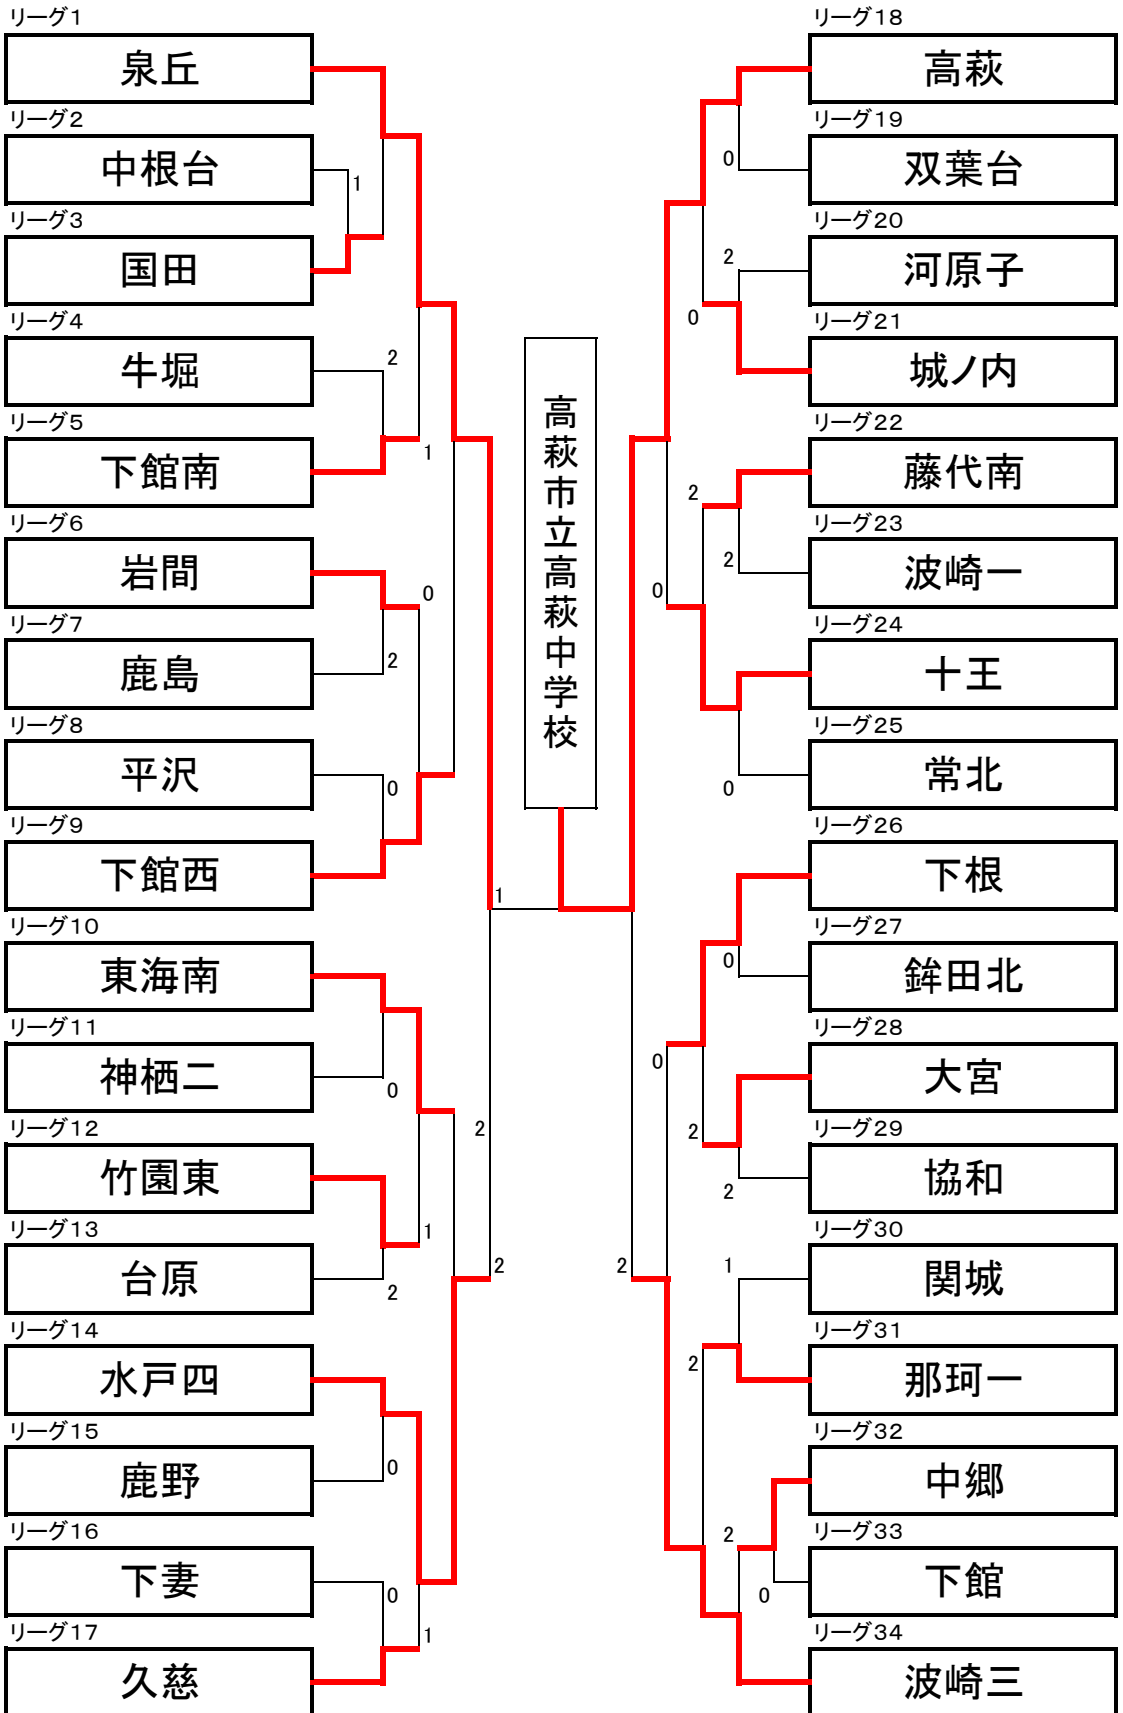 リーグ1
泉丘
リーグ2
中根台
1
リーグ3
国田
リーグ4
牛堀
2
リーグ5
下館南
1
リーグ6
岩間
0
リーグ7
鹿島
2
リーグ8
平沢
0
リーグ9
下館西
リーグ10
東海南
リーグ11
神栖二
0
リーグ12
竹園東
1
リーグ13
台原
2
リーグ14
水戸四
リーグ15
鹿野
0
リーグ16
下妻
0
リーグ17
久慈
1
2
2
1
高萩市立高萩中学校
リーグ18
高萩
リーグ19
双葉台
0
リーグ20
河原子
2
リーグ21
城ノ内
0
リーグ22
藤代南
2
リーグ23
波崎一
2
0
リーグ24
十王
リーグ25
常北
0
リーグ26
下根
リーグ27
鉾田北
0
リーグ28
大宮
0
2
リーグ29
協和
2
リーグ30
関城
1
2
リーグ31
那珂一
2
リーグ32
中郷
2
リーグ33
下館
0
リーグ34
波崎三